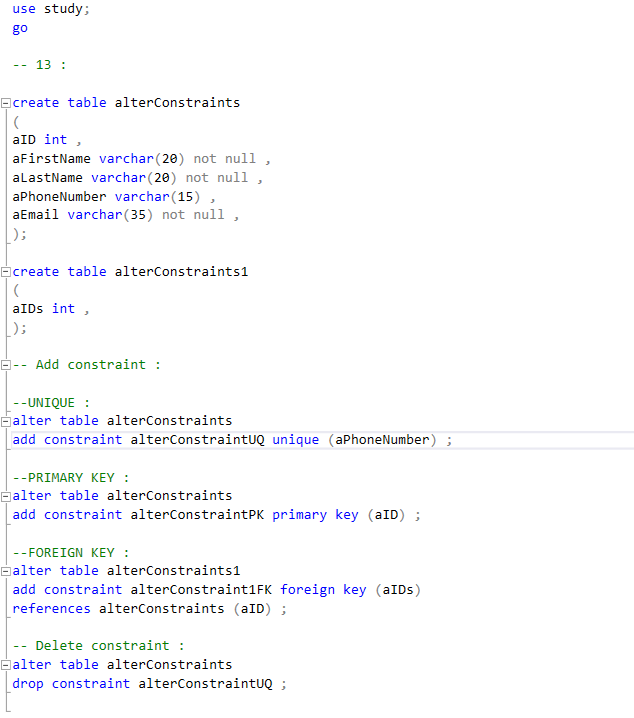 use study;
go
-- 13 :
create table alterConstraints
(
aID int ,
aFirstName varchar(20) not null ,
aLastName varchar(20) not null ,
aPhoneNumber varchar(15) ,
aEmail varchar(35) not null ,
);
create table alterConstraints1
(
aIDs int ,
);
-- Add constraint :
--UNIQUE :
alter table alterConstraints
add constraint alterConstraintUQ unique (aPhoneNumber) ;
--PRIMARY KEY :
alter table alterConstraints
add constraint alterConstraintPK primary key (aID) ;
--FOREIGN KEY :
alter table alterConstraints1
add constraint alterConstraint1FK foreign key (aIDs)
references alterConstraints (aID) ;
-- Delete constraint :
alter table alterConstraints
drop constraint alterConstraintUQ ;